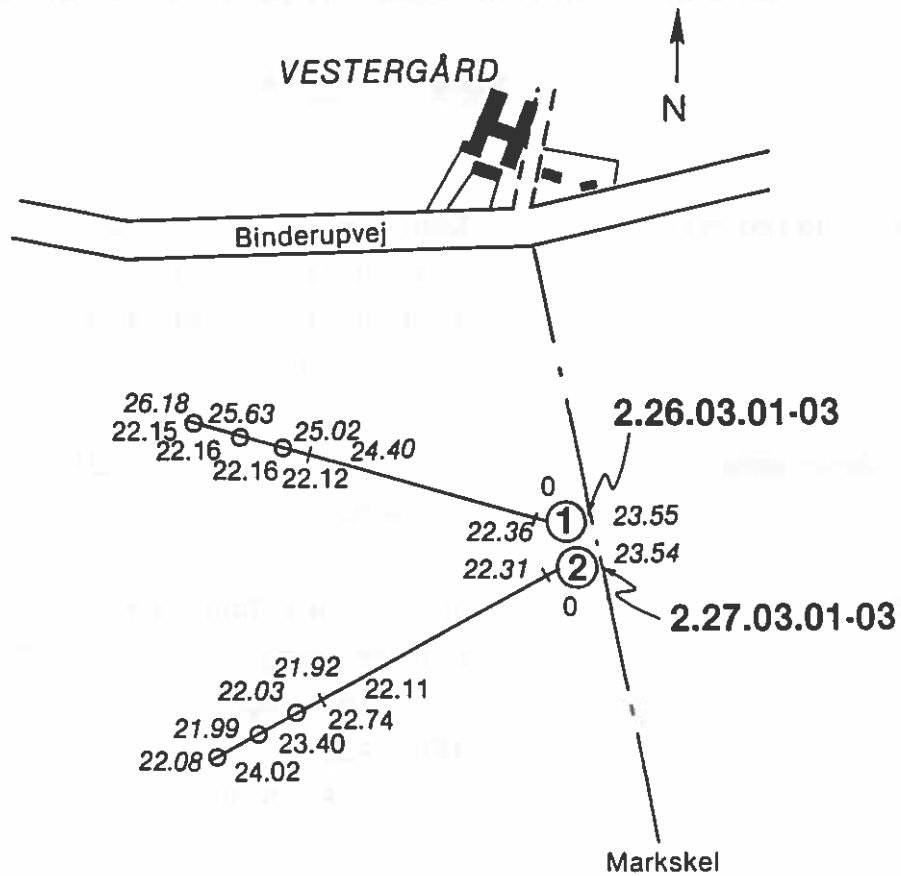 VESTERGÅRD
N
Binderupvej
26.18 25.63
22.15 25.02
22.16 24.40
22.16 22.12
2.26.03.01-03
0
22.36 1 23.55
22.31 2 23.54
0
2.27.03.01-03
21.92
22.03 22.11
21.99 22.74
22.08 23.40
24.02
Markskel